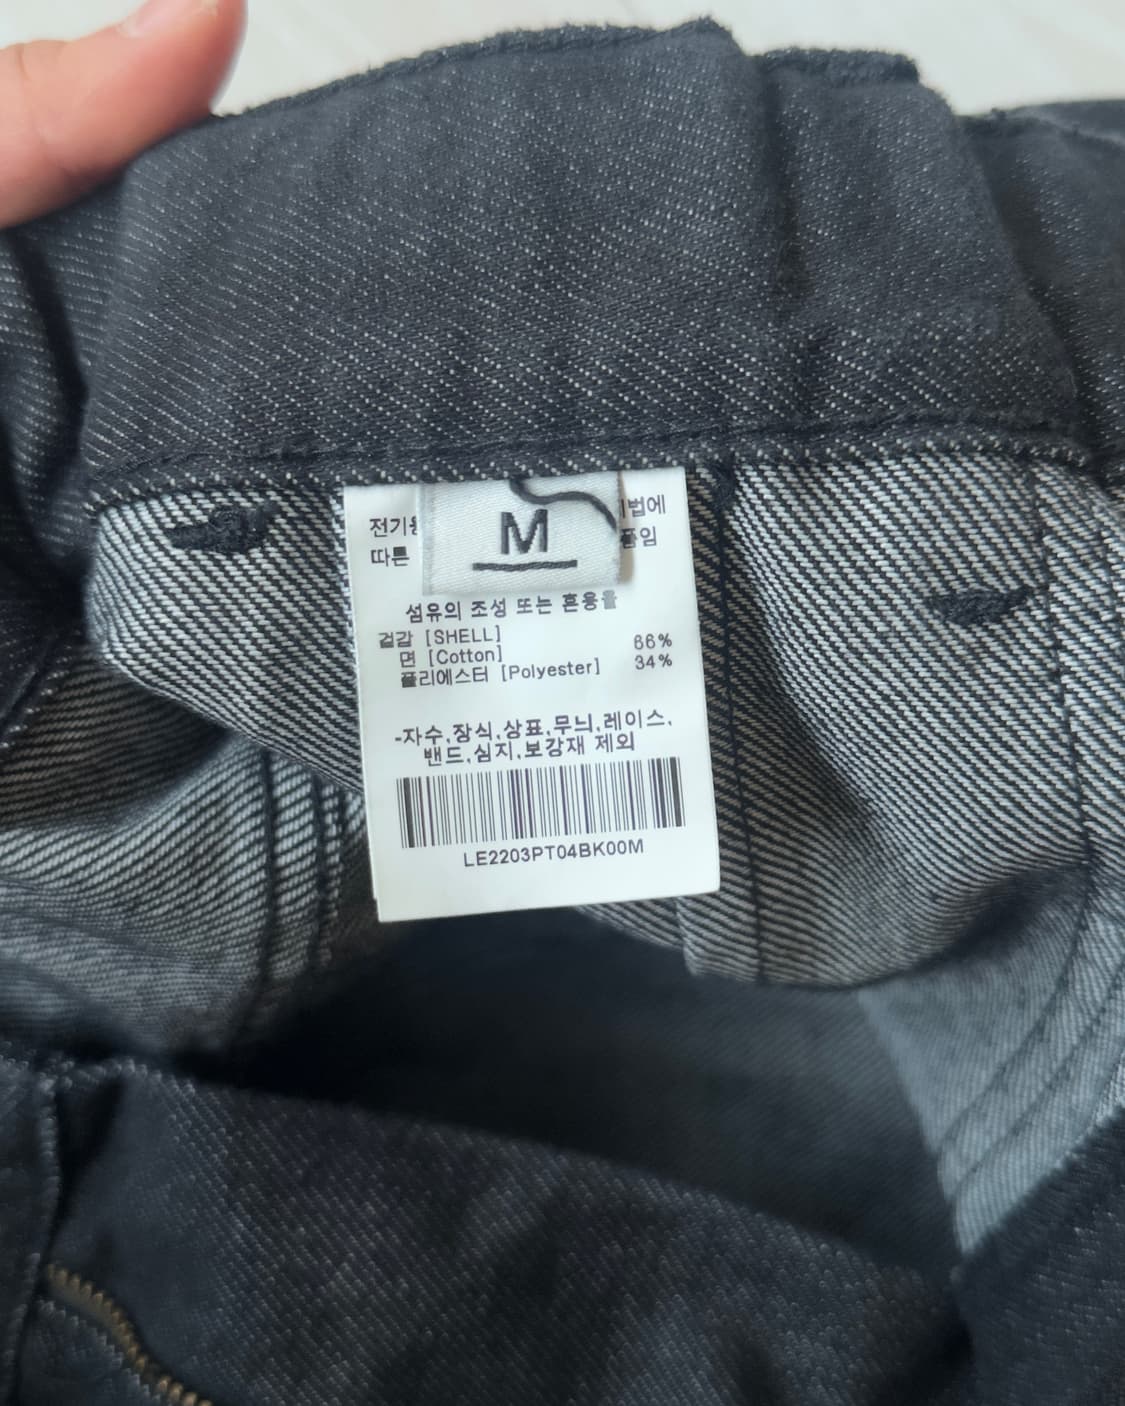 M
전기용 법에
따른 품임
섬유의 조성 또는 혼용율
겉감 [SHELL]
면 [Cotton] 66%
폴리에스터 [Polyester] 34%
-자수,장식,상표,무늬,레이스,
밴드,심지,보강재 제외
LE2203PT04BK00M